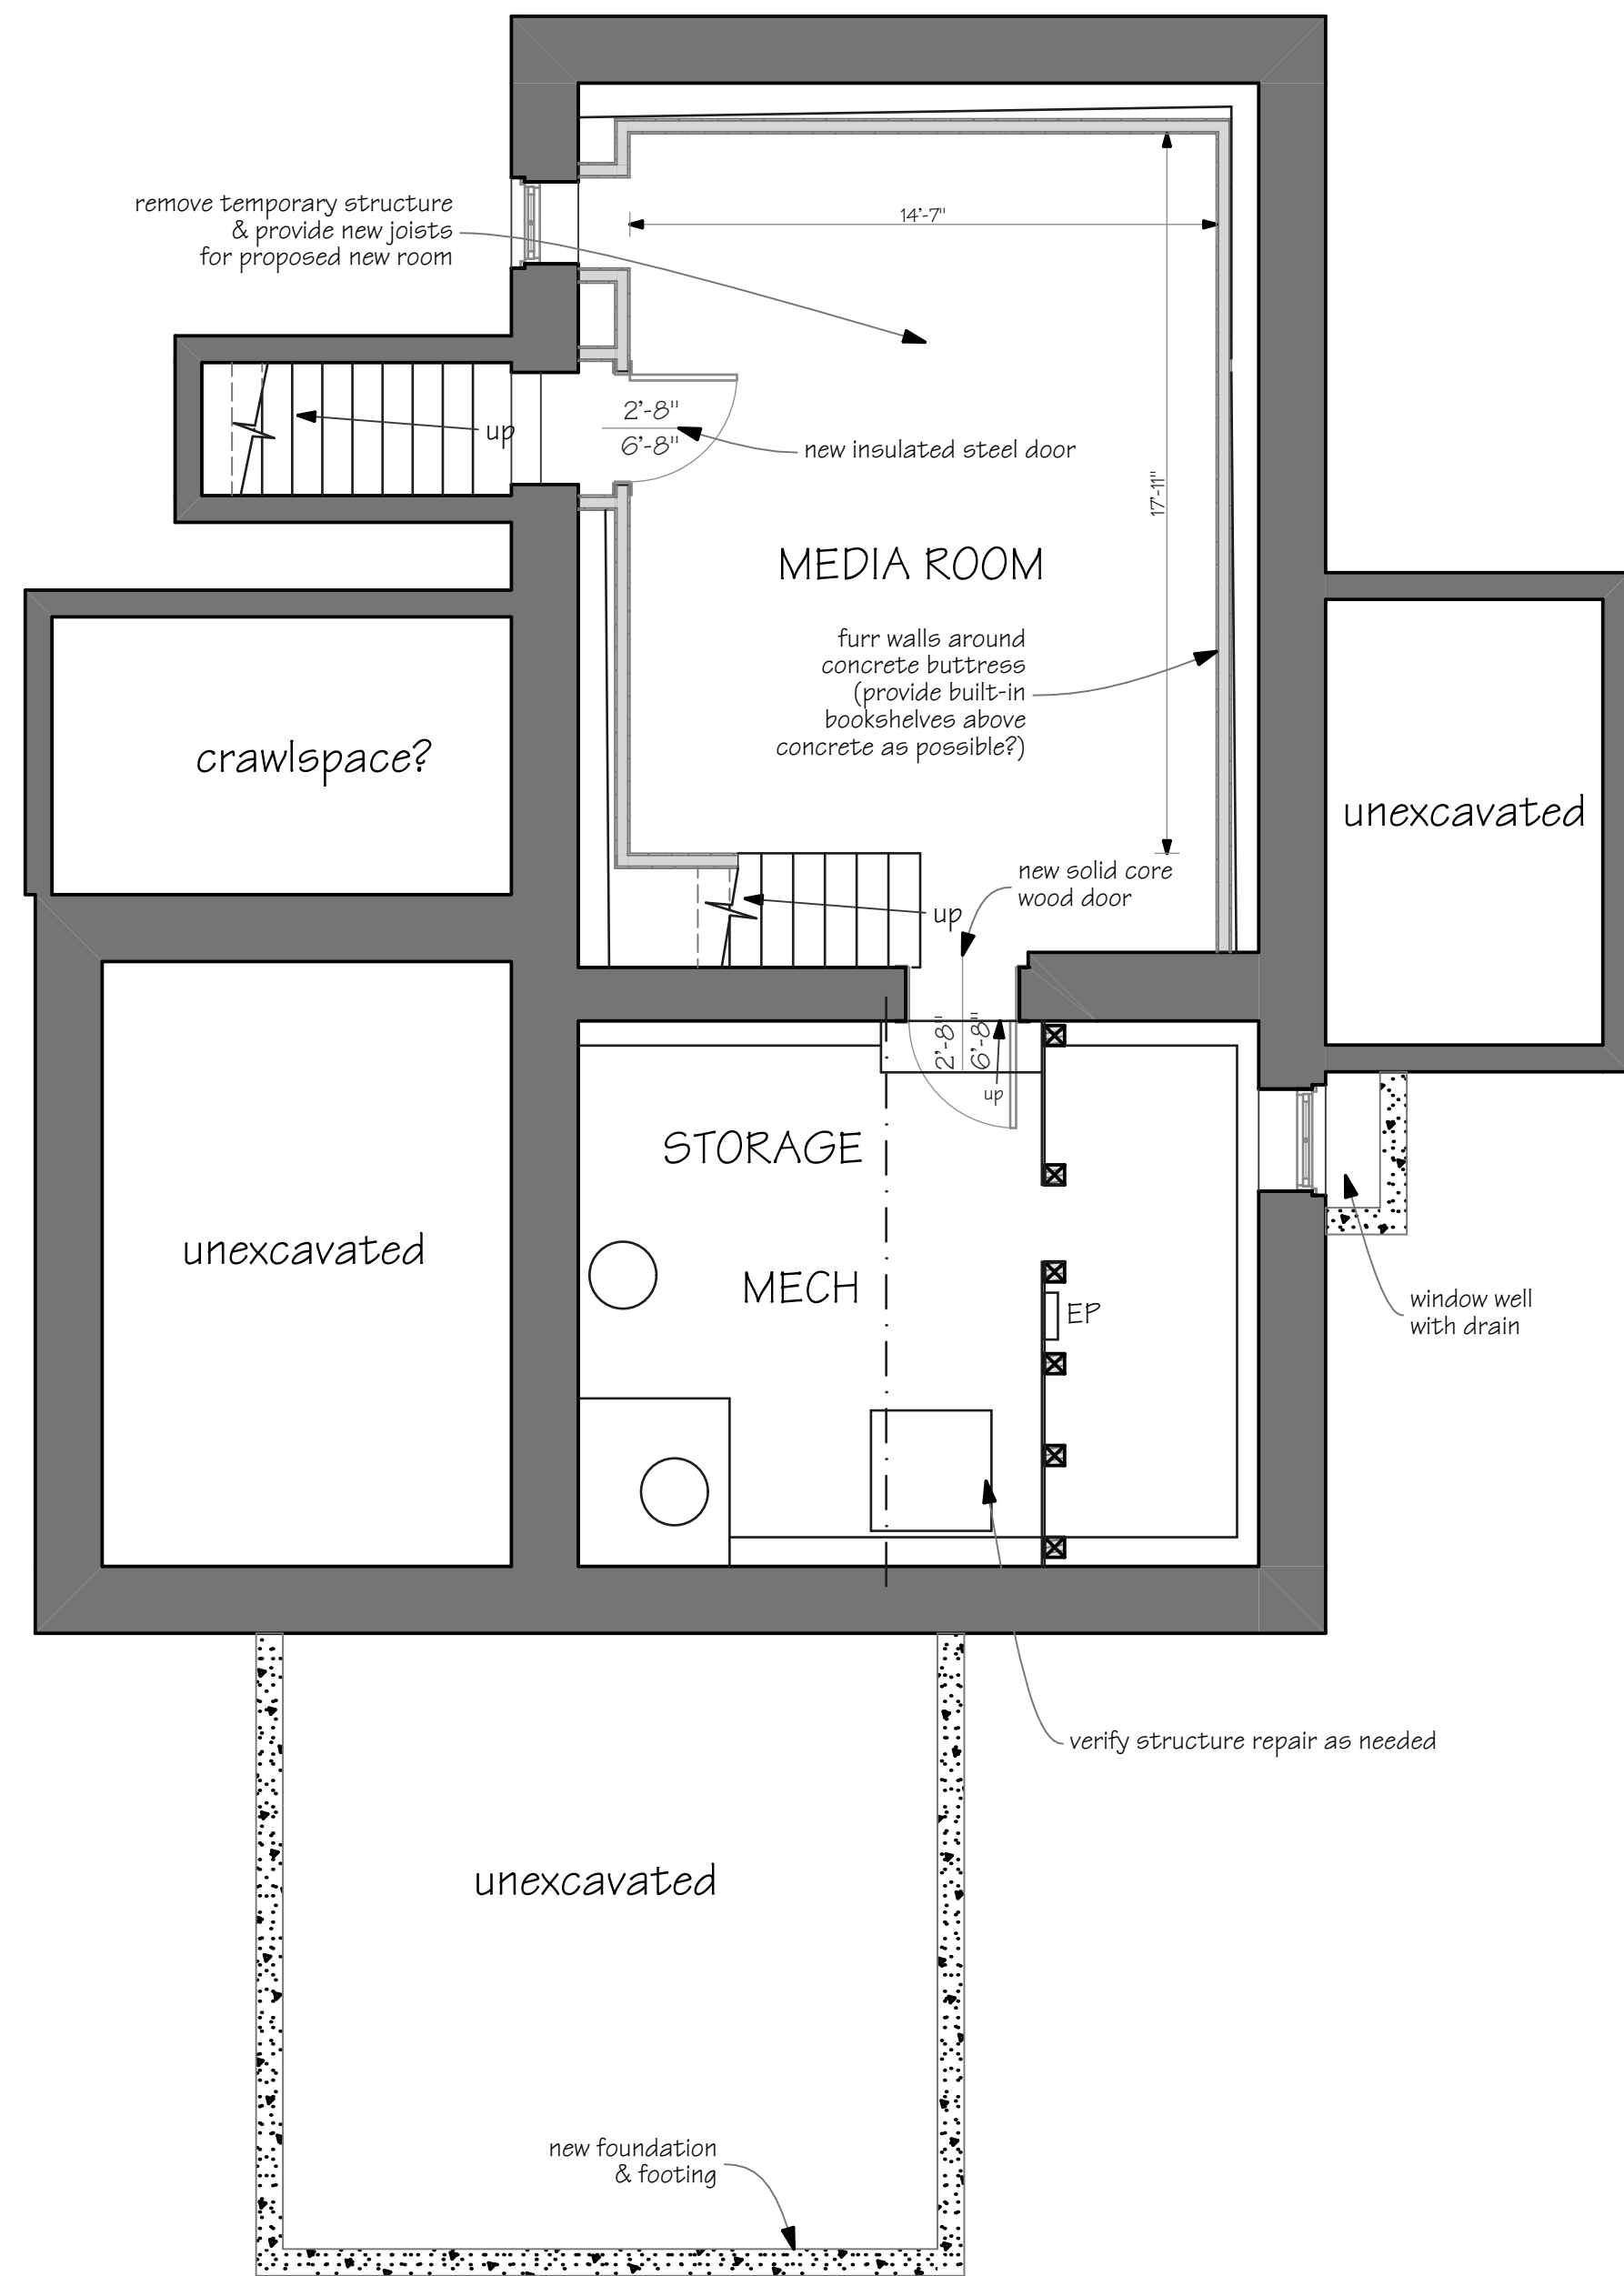 remove temporary structure
& provide new joists
for proposed new room
14'-7"
up
2'-8"
6'-8"
new insulated steel door
17'-11"
MEDIA ROOM
furr walls around
concrete buttress
(provide built-in
bookshelves above
concrete as possible?)
crawlspace?
unexcavated
new solid core
wood door
up
2'-8"
6'-8"
up
STORAGE
MECH
EP
unexcavated
window well
with drain
verify structure repair as needed
unexcavated
new foundation
& footing